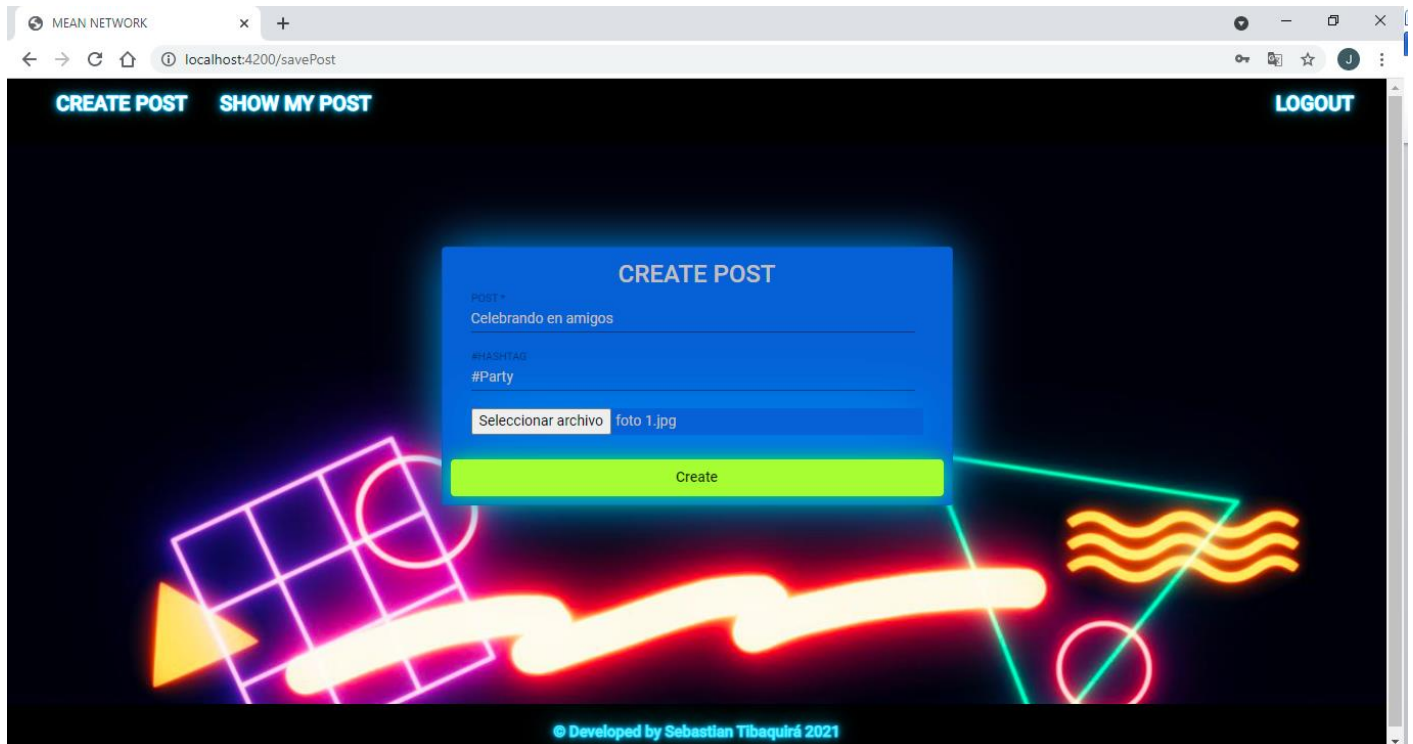 MEAN NETWORK
localhost:4200/savePost
J
CREATE POST SHOW MY POST LOGOUT
CREATE POST
POST *
Celebrando en amigos
#HASHTAG
#Party
Seleccionar archivo foto 1.jpg
Create
© Developed by Sebastian Tibaquirá 2021